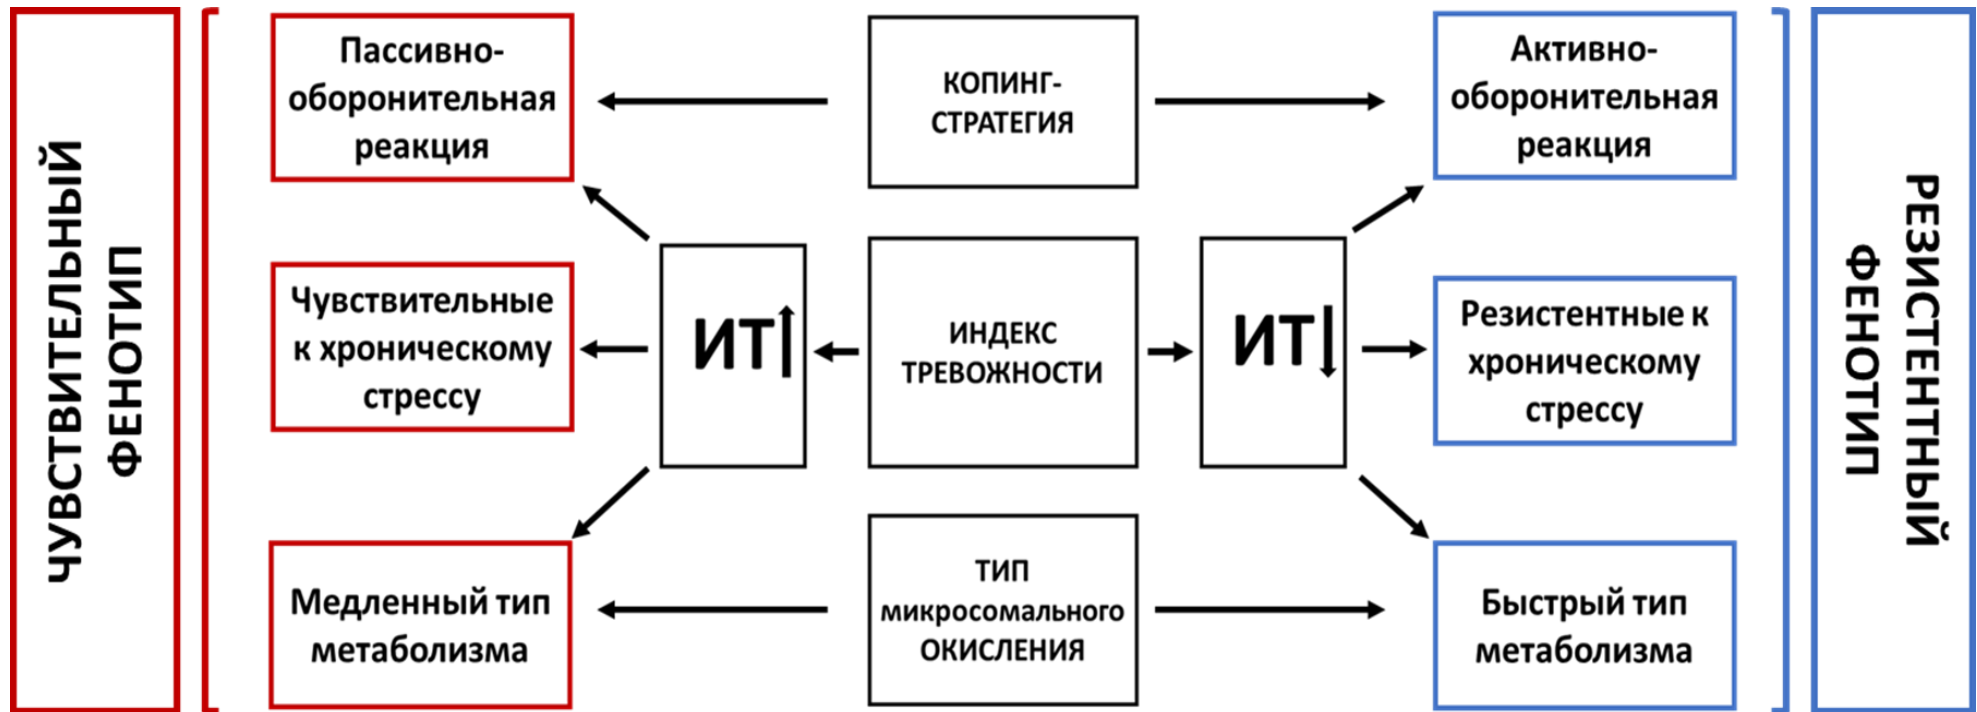 ЧУВСТВИТЕЛЬНЫЙ
ФЕНОТИП
Пассивно-
оборонительная
реакция
КОПИНГ-
СТРАТЕГИЯ
Активно-
оборонительная
реакция
Чувствительные
к хроническому
стрессу
ИТ↑
ИНДЕКС
ТРЕВОЖНОСТИ
ИТ↓
Резистентные к
хроническому
стрессу
Медленный тип
метаболизма
ТИП
микросомального
ОКИСЛЕНИЯ
Быстрый тип
метаболизма
РЕЗИСТЕНТНЫЙ
ФЕНОТИП